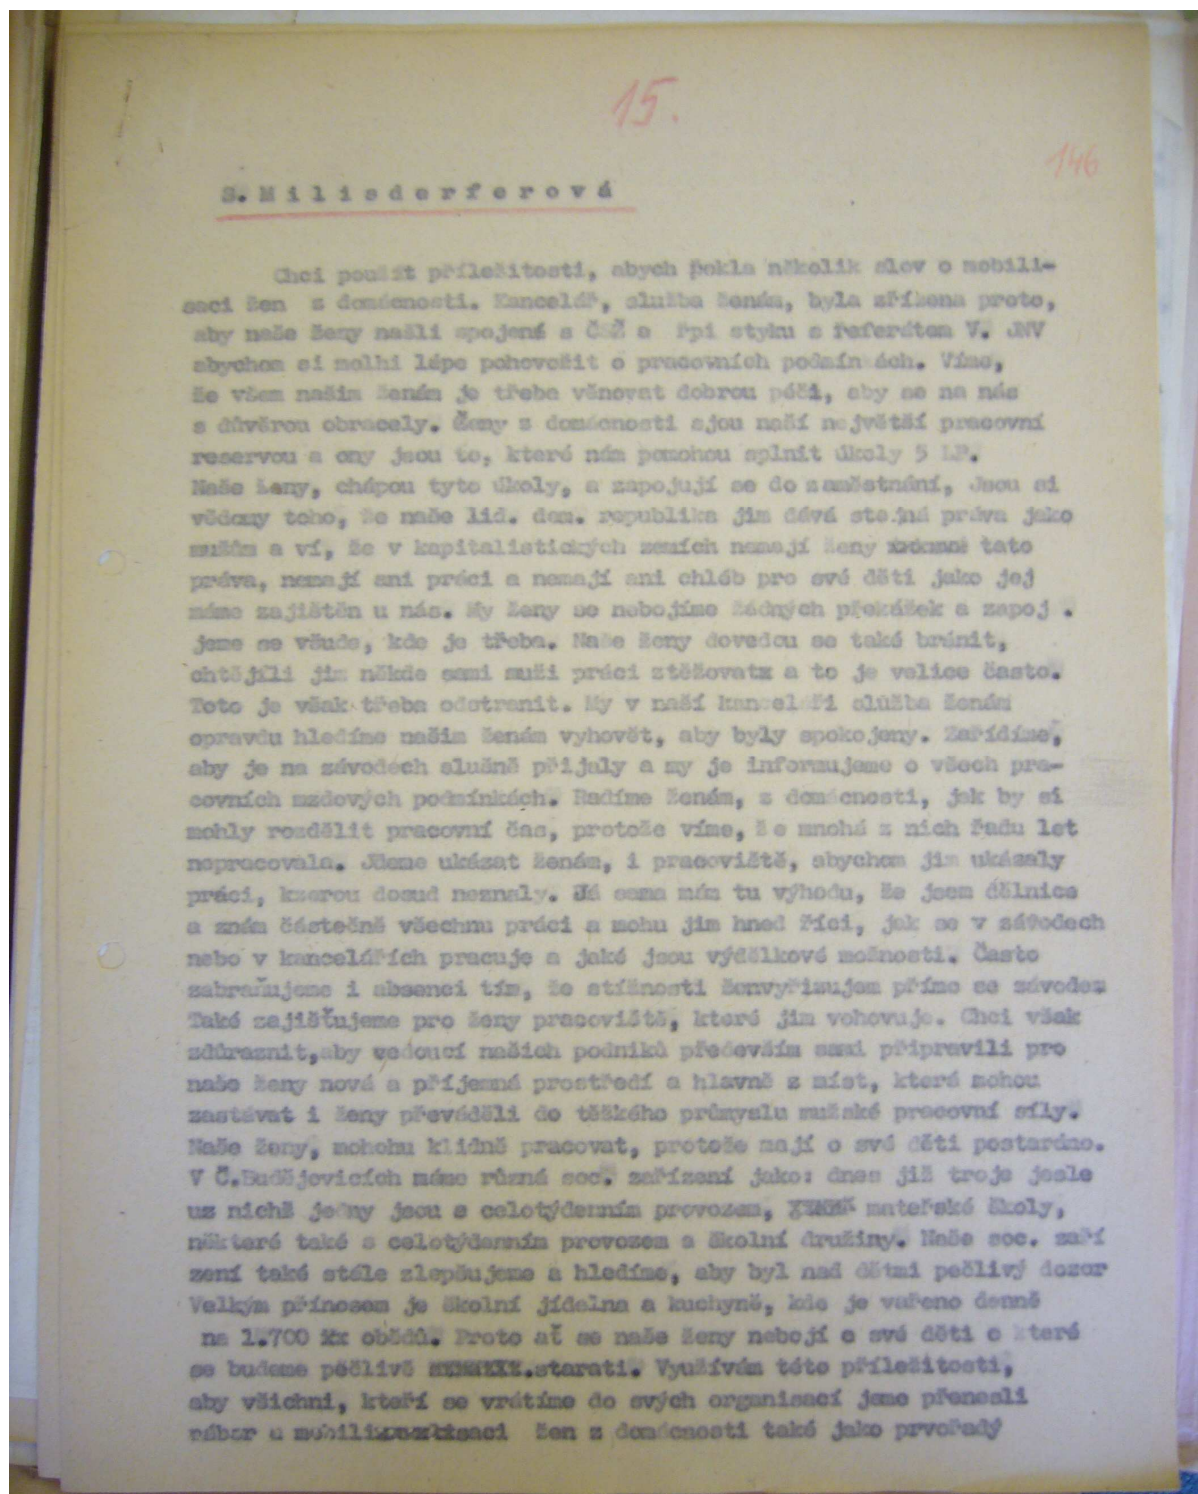 15.
146
S. M i l i s d e r f e r o v á
Chci použít příležitosti, abych řekla několik slov o mobili-
saci žen z domácnosti. Kancelář, služba ženám, byla zříkena proto,
aby naše ženy našli spojené s ČSŽ a řpi styku s referátem V. JNV
abychom si molhi lépe pohovožit o pracovních podmínkách. Víme,
že všem našim ženám je třeba věnovat dobrou péči, aby se na nás
s důvěrou obracely. Ženy z domácnosti sjou naší největší pracovní
reservou a ony jsou to, které nám pomohou splnit úkoly 5 LP.
Naše ženy, chápou tyto úkoly, a zapojují se do zaměstnání, Jsou si
vědomy toho, že naše lid. dem. republika jim dává stejná práva jako
mužům a ví, že v kapitalistických zemích nemají ženy tato
práva, nemají ani práci a nemají ani chléb pro své děti jako jej
máme zajištěn u nás. My ženy se nebojíme žádných překážek a zapoj .
jeme se všude, kde je třeba. Naše ženy dovedou se také bránit,
chtějíli jim někde sami muži práci ztěžovatx a to je velice často.
Toto je však třeba odstranit. My v naší kanceláři služba ženám
opravdu hledíme našim ženám vyhovět, aby byly spokojeny. Zařídíme,
aby je na závodech slušně přijaly a my je informujeme o všech pra-
covních mzdových podmínkách. Radíme ženám, z domácnosti, jak by si
mohly rozdělit pracovní čas, protože víme, že mnohá z nich řadu let
nepracovala. Jdeme ukázat ženám, i pracoviště, abychom jim ukázaly
práci, kzerou dosud neznaly. Já sama mám tu výhodu, že jsem dělnice
a znám částečně všechnu práci a mohu jim hned říci, jak se v závodech
nebo v kancelářích pracuje a jaké jsou výdělkové možnosti. Často
zabraňujeme i absenci tím, že stížnosti ženvyřizujem přímo se závodem
Také zajišťujeme pro ženy pracoviště, které jim vohovuje. Chci však
zdůraznit,aby vedoucí našich podniků především sami připravili pro
naše ženy nová a příjemná prostředí a hlavně z míst, která mohou
zastávat i ženy převáděli do těžkého průmyslu mužské pracovní síly.
Naše ženy, mohohu klidně pracovat, protože mají o své děti postaráno.
V Č.Budějovicích máme různá soc. zařízení jako: dnes již troje jesle
uz nichž jedny jsou s celotýdenním provozem, mateřské školy,
některé také s celotýdenním provozem a školní družiny. Naše soc. zaří
zení také stále zlepšujeme a hledíme, aby byl nad dětmi pečlivý dozor
Velkým přínosem je školní jídelna a kuchyně, kde je vařeno denně
na 1.700 xx obědů. Proto ať se naše ženy nebojí o své děti o které
se budeme péčlivě .starati. Využívám této příležitosti,
aby všichni, kteří se vrátíme do svých organisací jsme přenesli
nábor a mobilisaci žen z domácnosti také jako prvořadý